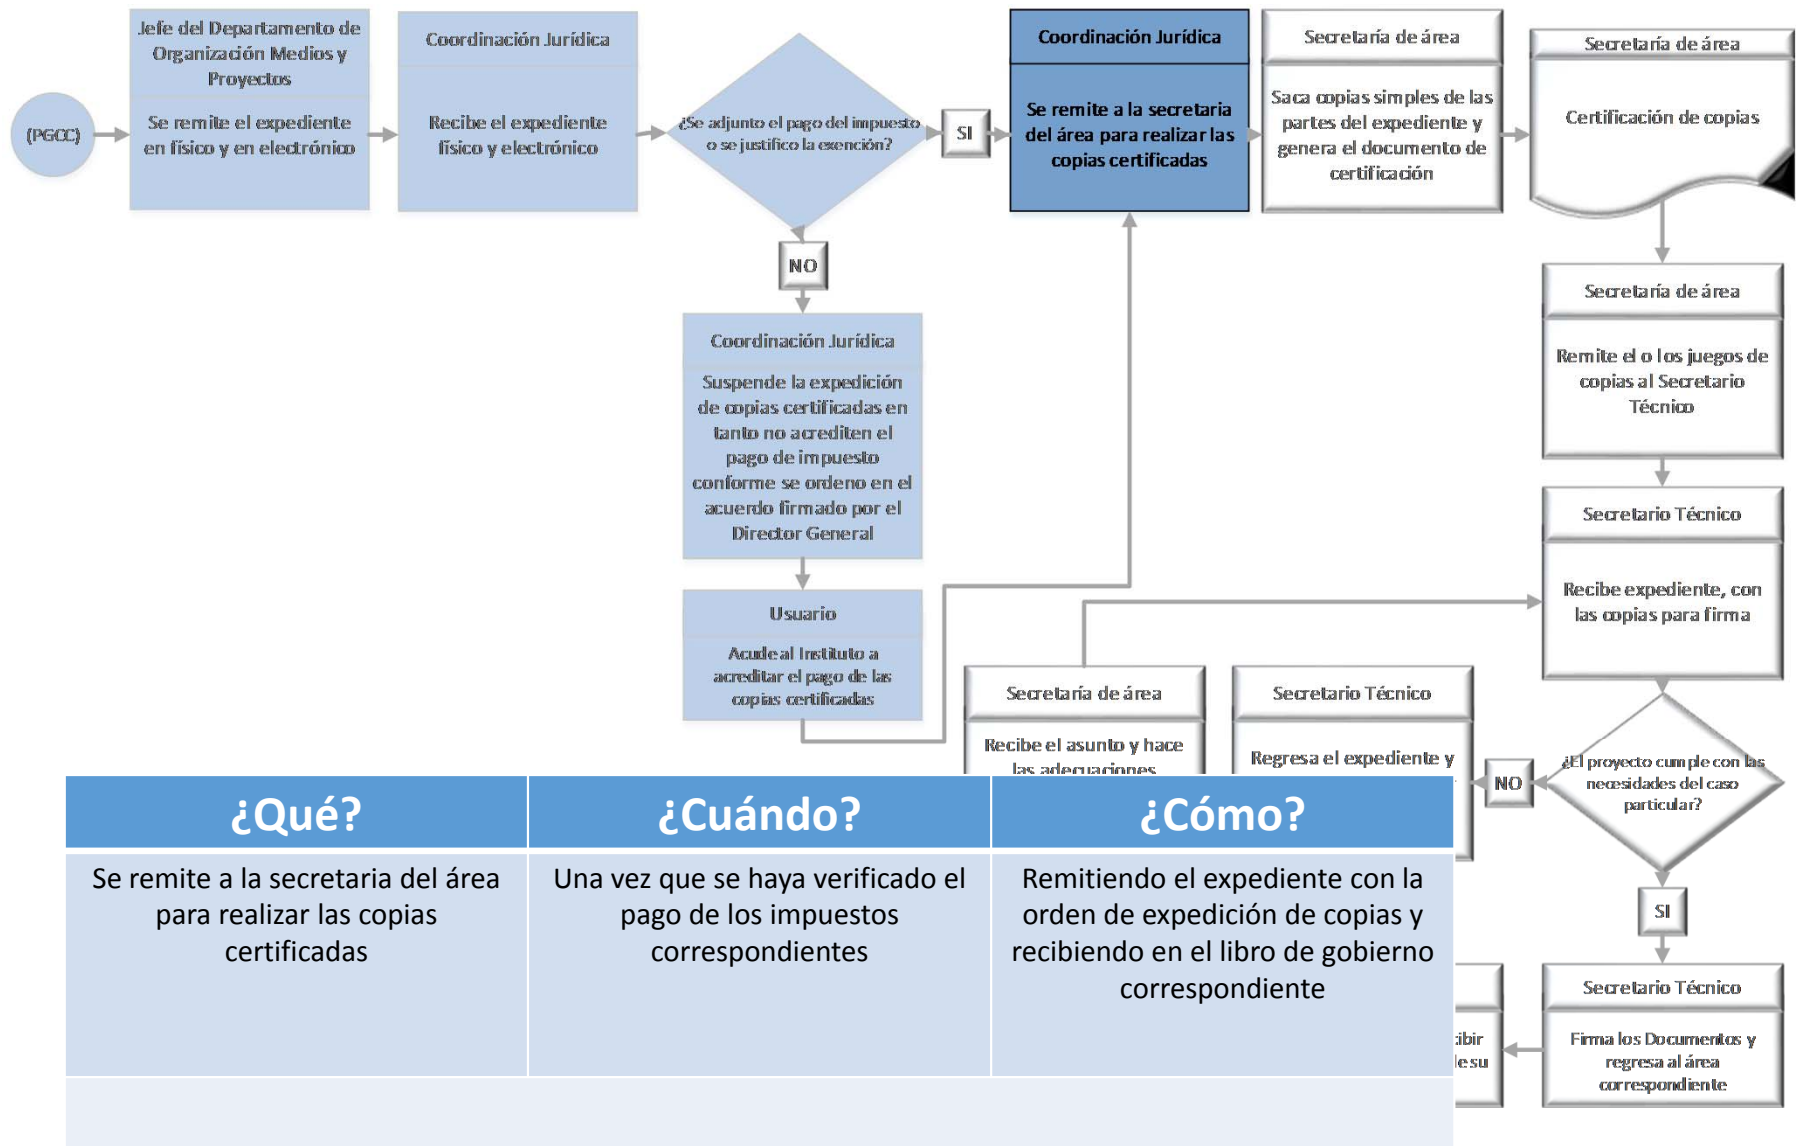 (PGCC)
Jefe del Departamento de
Organización Medios y
Proyectos
Se remite el expediente
en físico y en electrónico
Coordinación Jurídica
Recibe el expediente
físico y electrónico
¿Se adjunto el pago del impuesto
o se justifico la exención?
SI
Coordinación Jurídica
Se remite a la secretaria
del área para realizar las
copias certificadas
Secretaría de área
Saca copias simples de las
partes del expediente y
genera el documento de
certificación
Secretaría de área
Certificación de copias
NO
Coordinación Jurídica
Suspende la expedición
de copias certificadas en
tanto no acrediten el
pago de impuesto
conforme se ordeno en el
acuerdo firmado por el
Director General
Usuario
Acude al Instituto a
acreditar el pago de las
copias certificadas
Secretaría de área
Remite el o los juegos de
copias al Secretario
Técnico
Secretario Técnico
Recibe expediente, con
las copias para firma
¿El proyecto cumple con las
necesidades del caso
particular?
NO
Secretario Técnico
Regresa el expediente y
Secretaría de área
Recibe el asunto y hace
las adecuaciones
SI
Secretario Técnico
Firma los Documentos y
regresa al área
correspondiente
¿Qué?
¿Cuándo?
¿Cómo?
Se remite a la secretaria del área
para realizar las copias
certificadas
Una vez que se haya verificado el
pago de los impuestos
correspondientes
Remitiendo el expediente con la
orden de expedición de copias y
recibiendo en el libro de gobierno
correspondiente